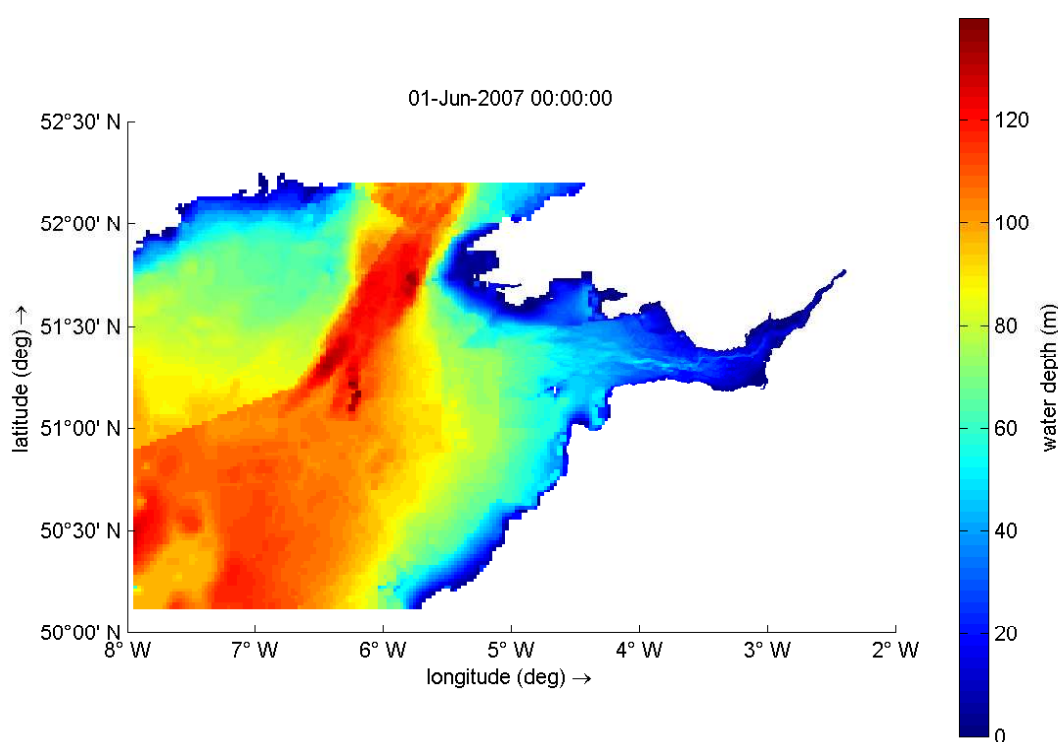 01-Jun-2007 00:00:00
52°30' N
52°00' N
51°30' N
51°00' N
50°30' N
50°00' N
latitude (deg) →
8° W
7° W
6° W
5° W
4° W
3° W
2° W
longitude (deg) →
120
100
80
60
40
20
0
water depth (m)